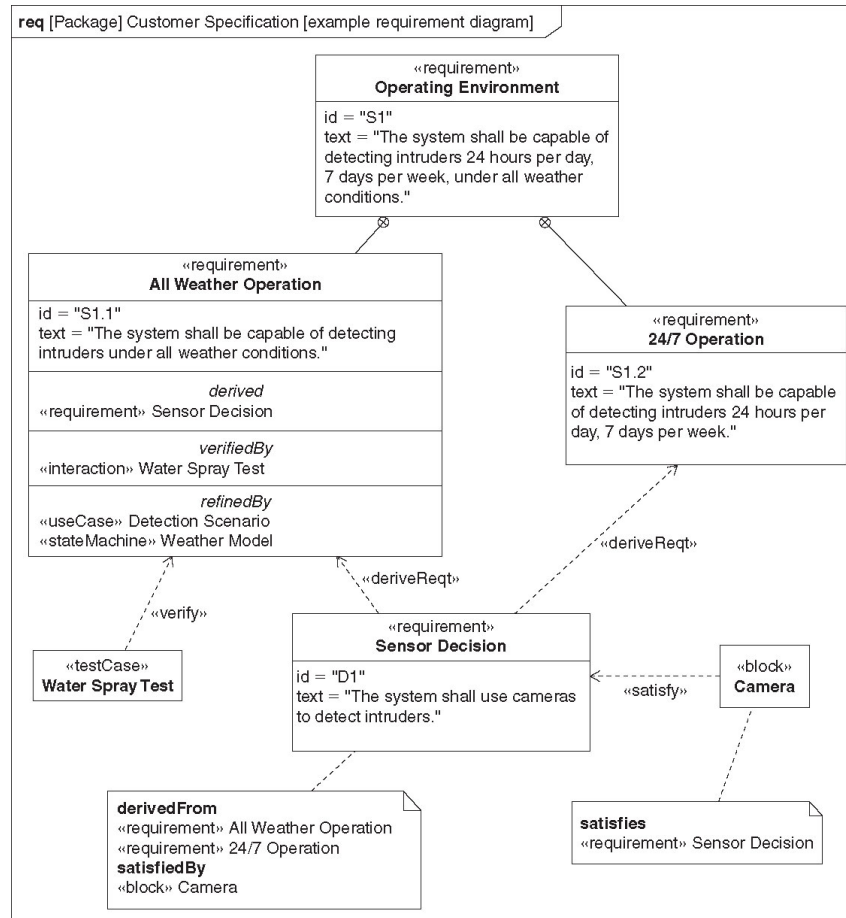 req [Package] Customer Specification [example requirement diagram]
«requirement»
Operating Environment
id = "S1"
text = "The system shall be capable of
detecting intruders 24 hours per day,
7 days per week, under all weather
conditions."
«requirement»
All Weather Operation
id = "S1.1"
text = "The system shall be capable of detecting
intruders under all weather conditions."
derived
«requirement» Sensor Decision
verifiedBy
«interaction» Water Spray Test
refinedBy
«useCase» Detection Scenario
«stateMachine» Weather Model
«requirement»
24/7 Operation
id = "S1.2"
text = "The system shall be capable
of detecting intruders 24 hours per
day, 7 days per week."
«deriveReqt»
«deriveReqt»
«verify»
«testCase»
Water Spray Test
«requirement»
Sensor Decision
id = "D1"
text = "The system shall use cameras
to detect intruders."
«satisfy»
«block»
Camera
derivedFrom
«requirement» All Weather Operation
«requirement» 24/7 Operation
satisfiedBy
«block» Camera
satisfies
«requirement» Sensor Decision